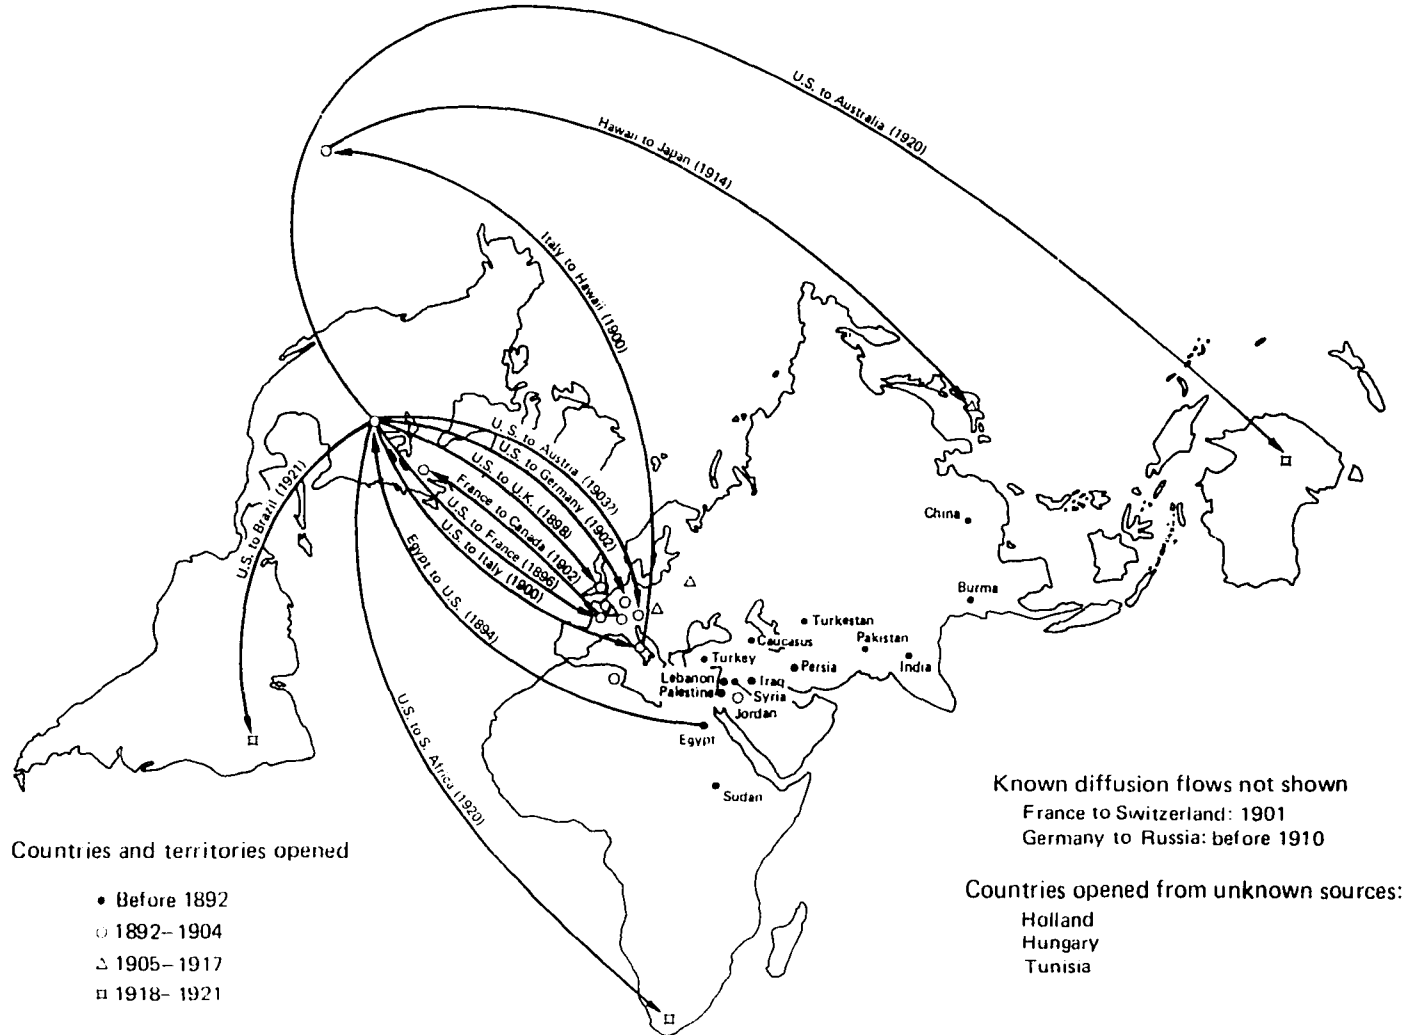 U.S. to Australia (1920)
Hawaii to Japan (1914)
Italy to Hawaii (1900)
U.S. to Austria (1903?)
U.S. to Germany (1902)
U.S. to U.K. (1898)
France to Canada (1902)
U.S. to France (1896)
U.S. to Italy (1900)
Egypt to U.S. (1894)
U.S. to Brazil (1921)
U.S. to S. Africa (1920)
China
Burma
Turkestan
Caucasus
Pakistan
Turkey
Persia
India
Lebanon
Iraq
Palestine
Syria
Jordan
Egypt
Sudan
Countries and territories opened
Before 1892
1892–1904
1905–1917
1918–1921
Known diffusion flows not shown
France to Switzerland: 1901
Germany to Russia: before 1910
Countries opened from unknown sources:
Holland
Hungary
Tunisia